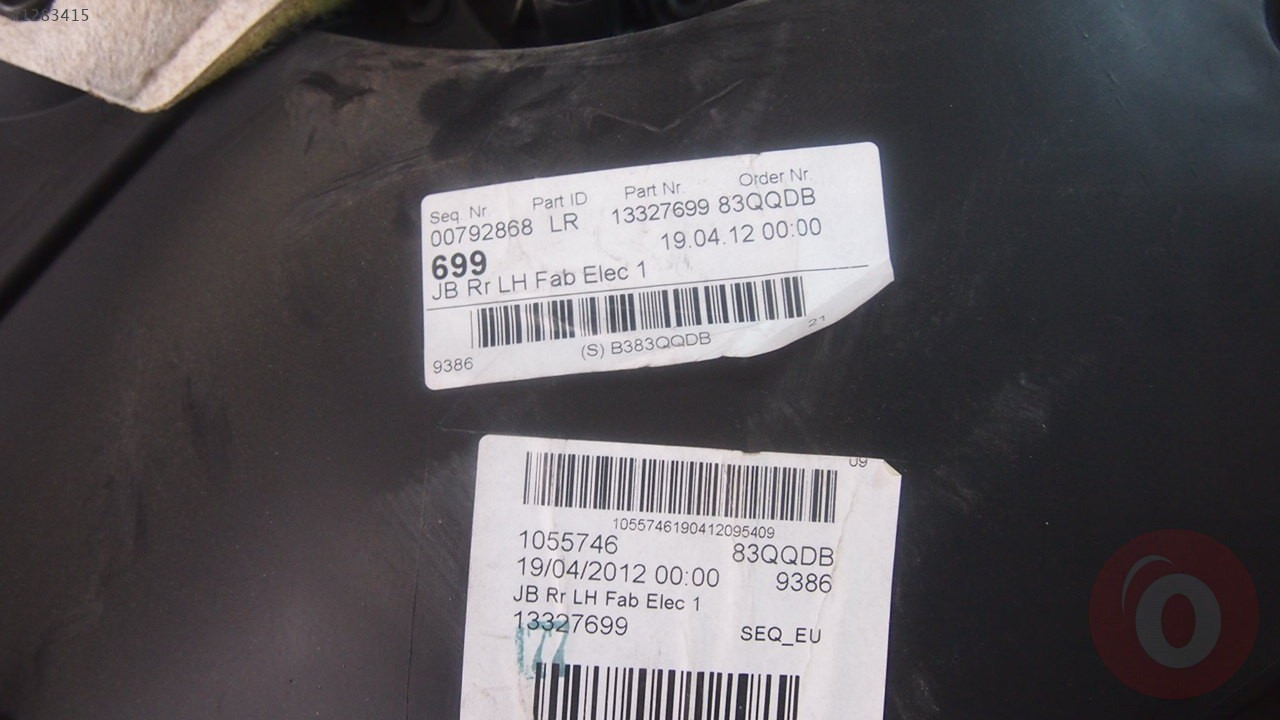 1283415
Seq. Nr Part ID Part Nr. Order Nr.
00792868 LR 13327699 83QQDB
699 19.04.12 00:00
JB Rr LH Fab Elec 1
(S) B383QQDB 21
9386
09
1055746190412095409
1055746 83QQDB
19/04/2012 00:00 9386
JB Rr LH Fab Elec 1
13327699 SEQ_EU